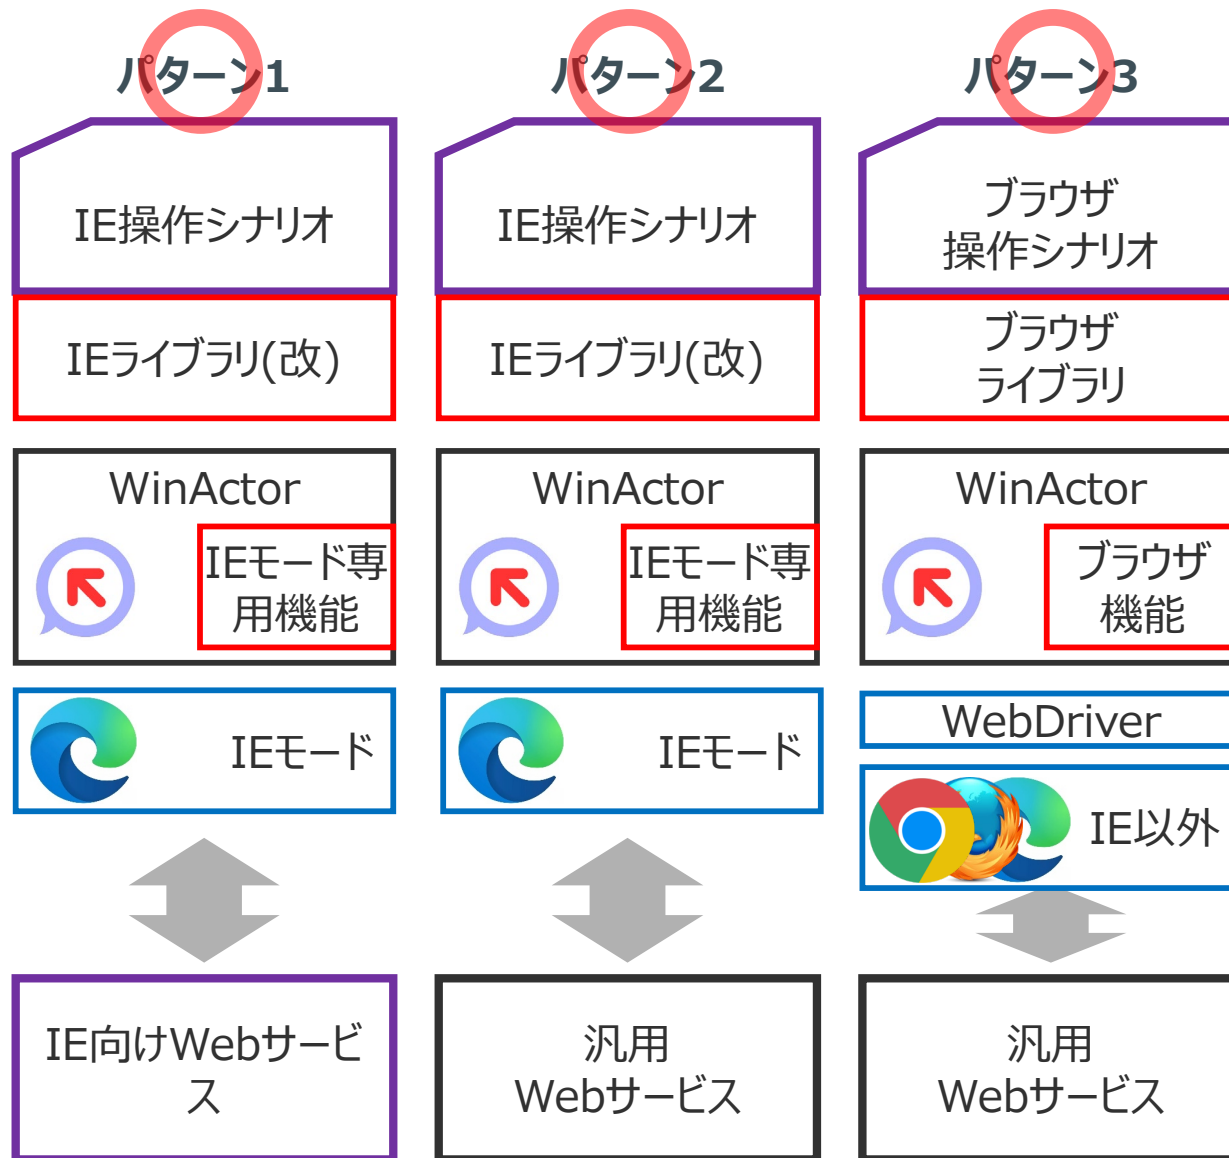 パターン1
IE操作シナリオ
IEライブラリ(改)
WinActor
IEモード専
用機能
IEモード
IE向けWebサービ
ス
パターン2
IE操作シナリオ
IEライブラリ(改)
WinActor
IEモード専
用機能
IEモード
汎用
Webサービス
パターン3
ブラウザ
操作シナリオ
ブラウザ
ライブラリ
WinActor
ブラウザ
機能
WebDriver
IE以外
汎用
Webサービス